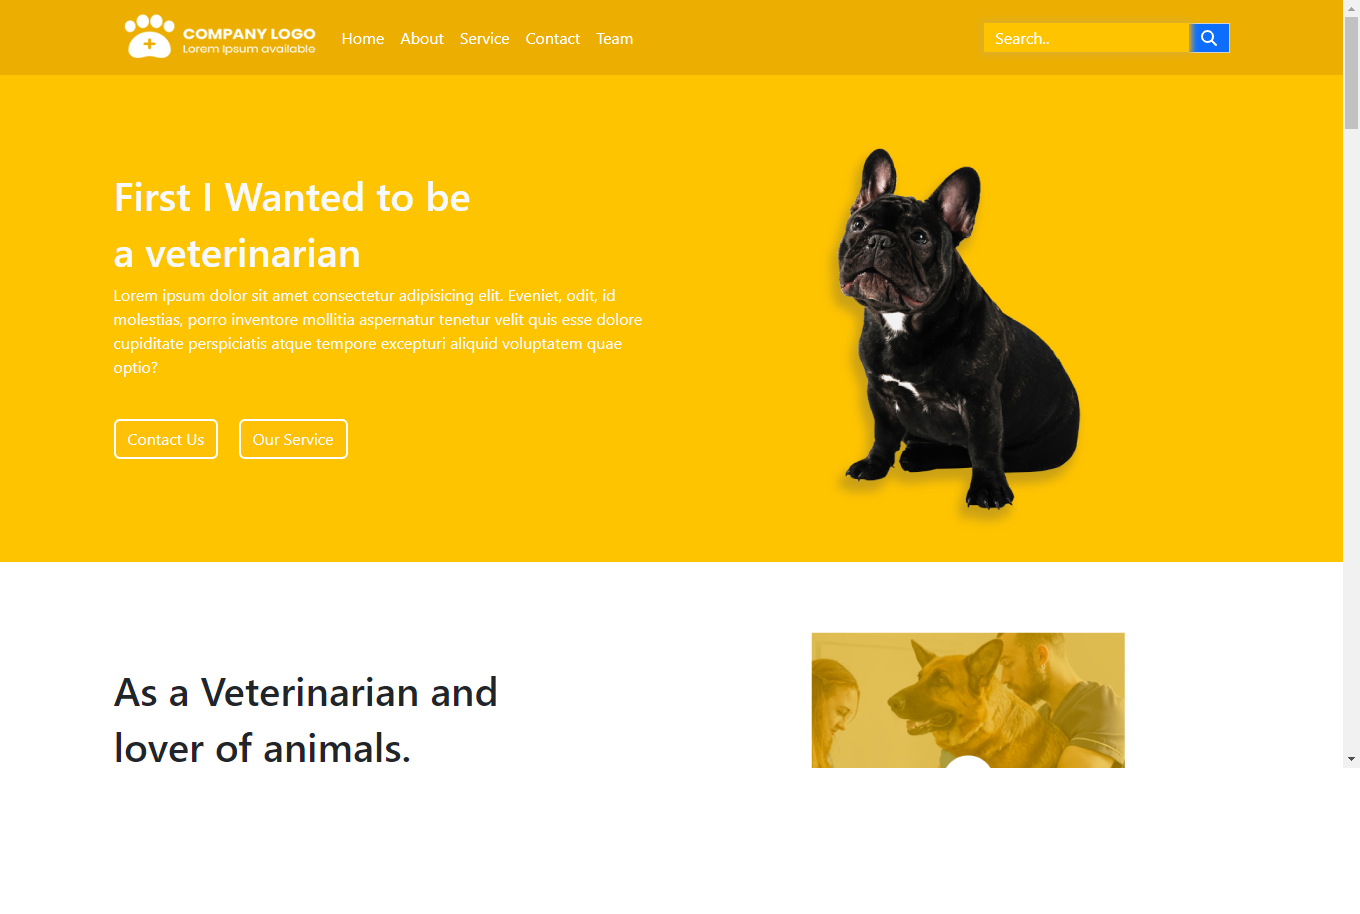 COMPANY LOGO
Lorem Ipsum available
Home About Service Contact Team
Search..
First I Wanted to be
a veterinarian
Lorem ipsum dolor sit amet consectetur adipisicing elit. Eveniet, odit, id
molestias, porro inventore mollitia aspernatur tenetur velit quis esse dolore
cupiditate perspiciatis atque tempore excepturi aliquid voluptatem quae
optio?
Contact Us
Our Service
As a Veterinarian and
lover of animals.